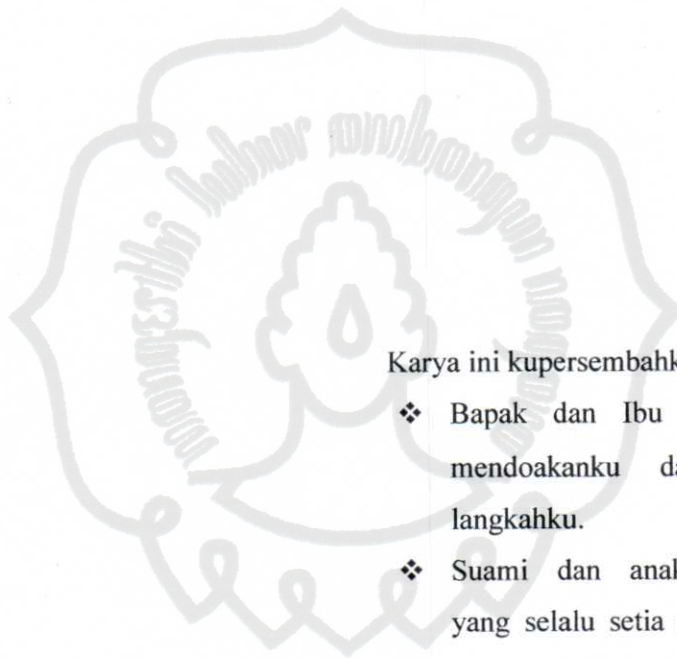 Karya ini kupersembahk
❖ Bapak dan Ibu
mendoakanku da
langkahku.
❖ Suami dan anak
yang selalu setia